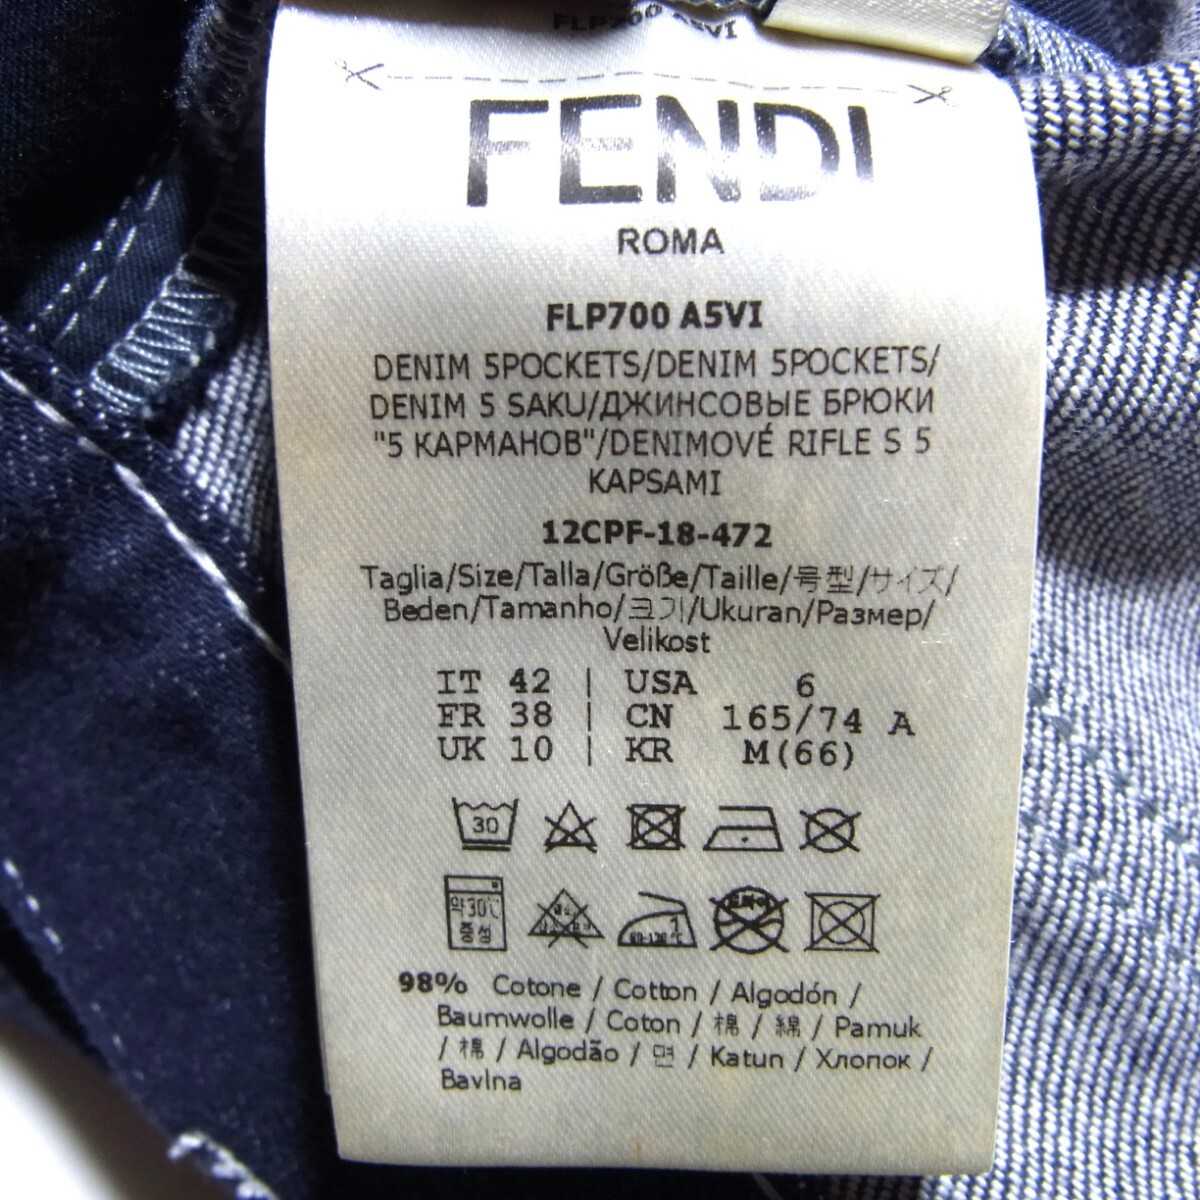 FLP700 A5VI
FENDI
ROMA
FLP700 A5VI
DENIM 5POCKETS/DENIM 5POCKETS/
DENIM 5 SAKU/ДЖИНСОВЫЕ БРЮКИ
"5 КАРМАНОВ"/DENIMOVÉ RIFLE S 5
KAPSAMI
12CPF-18-472
Taglia/Size/Talla/Größe/Taille/号型/サイズ/
Beden/Tamanho/크기/Ukuran/Размер/
Velikost
IT 42 | USA 6
FR 38 | CN 165/74 A
UK 10 | KR M(66)
30
약30℃
중성
1
80-120℃
98% Cotone / Cotton / Algodón /
Baumwolle / Coton / 棉 / 綿 / Pamuk
/ 棉 / Algodão / 면 / Katun / Хлопок /
Bavlna